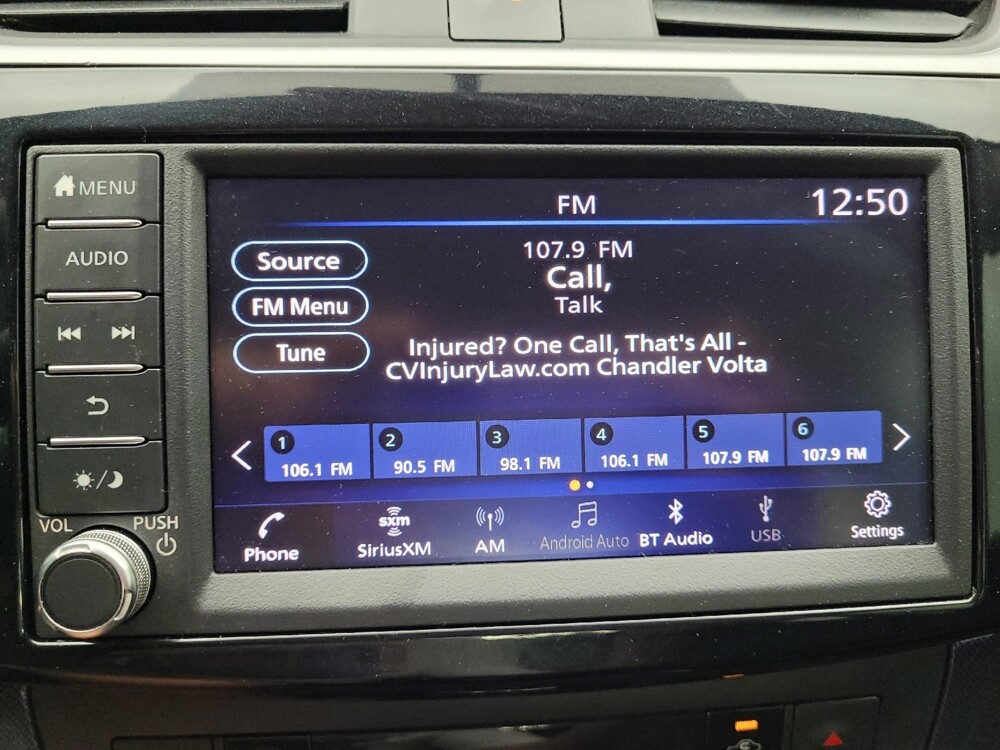 MENU
AUDIO
VOL
PUSH
FM
12:50
107.9 FM
Call,
Talk
Source
FM Menu
Tune
Injured? One Call, That's All -
CVInjuryLaw.com Chandler Volta
1 106.1 FM
2 90.5 FM
3 98.1 FM
4 106.1 FM
5 107.9 FM
6 107.9 FM
Phone
sxm
SiriusXM
AM
Android Auto
BT Audio
USB
Settings